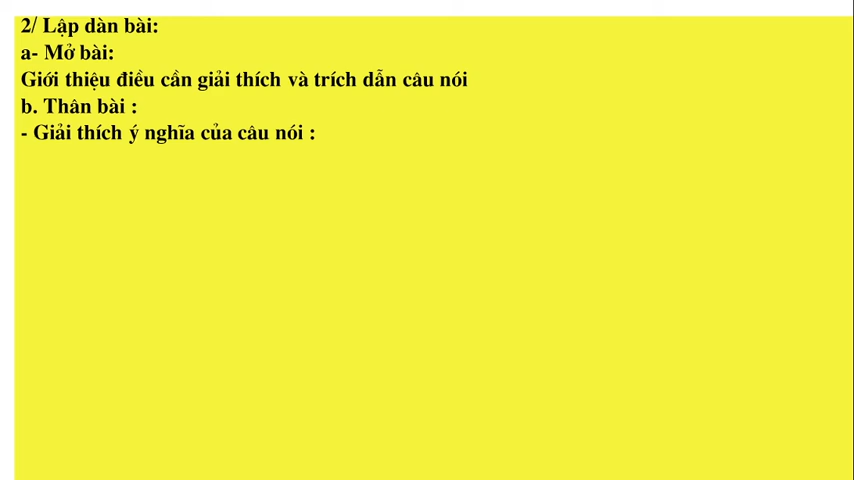 2/ Lập dàn bài:
a- Mở bài:
Giới thiệu điều cần giải thích và trích dẫn câu nói
b. Thân bài :
- Giải thích ý nghĩa của câu nói :